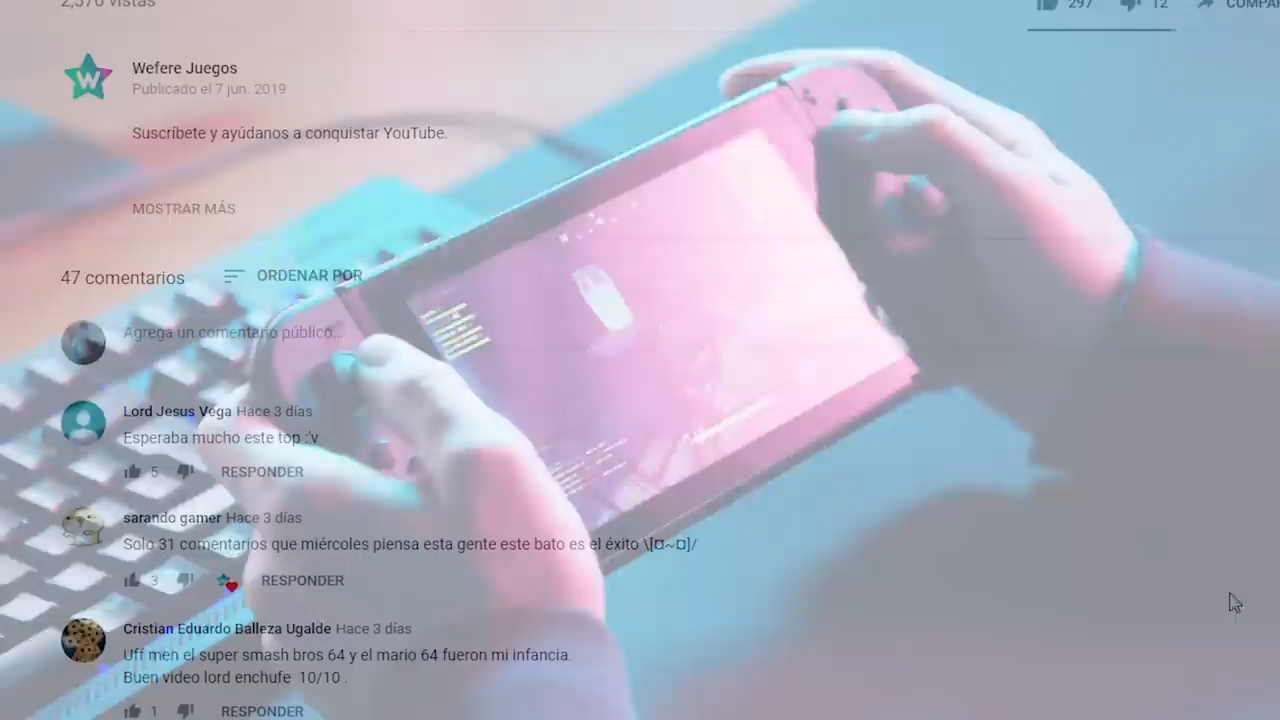 2,570 vistas
297
12
COMPAR
W
Wefere Juegos
Publicado el 7 jun. 2019
Suscríbete y ayúdanos a conquistar YouTube.
MOSTRAR MÁS
47 comentarios
ORDENAR POR
Agrega un comentario público...
Lord Jesus Vega Hace 3 días
Esperaba mucho este top :'v
5
RESPONDER
sarando gamer Hace 3 días
Solo 31 comentarios que miércoles piensa esta gente este bato es el éxito \[¤~¤]/
3
RESPONDER
Cristian Eduardo Balleza Ugalde Hace 3 días
Uff men el super smash bros 64 y el mario 64 fueron mi infancia.
Buen video lord enchufe 10/10 .
1
RESPONDER